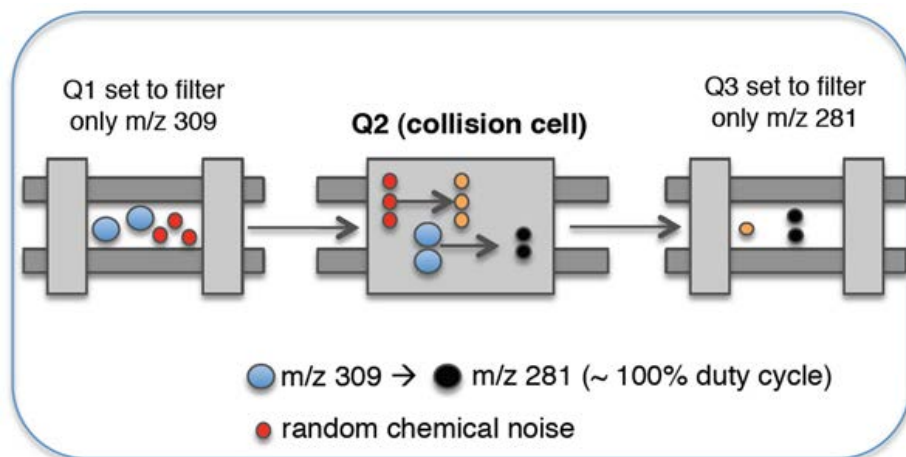 Q1 set to filter
only m/z 309
Q2 (collision cell)
Q3 set to filter
only m/z 281
m/z 309 → m/z 281 (~ 100% duty cycle)
random chemical noise